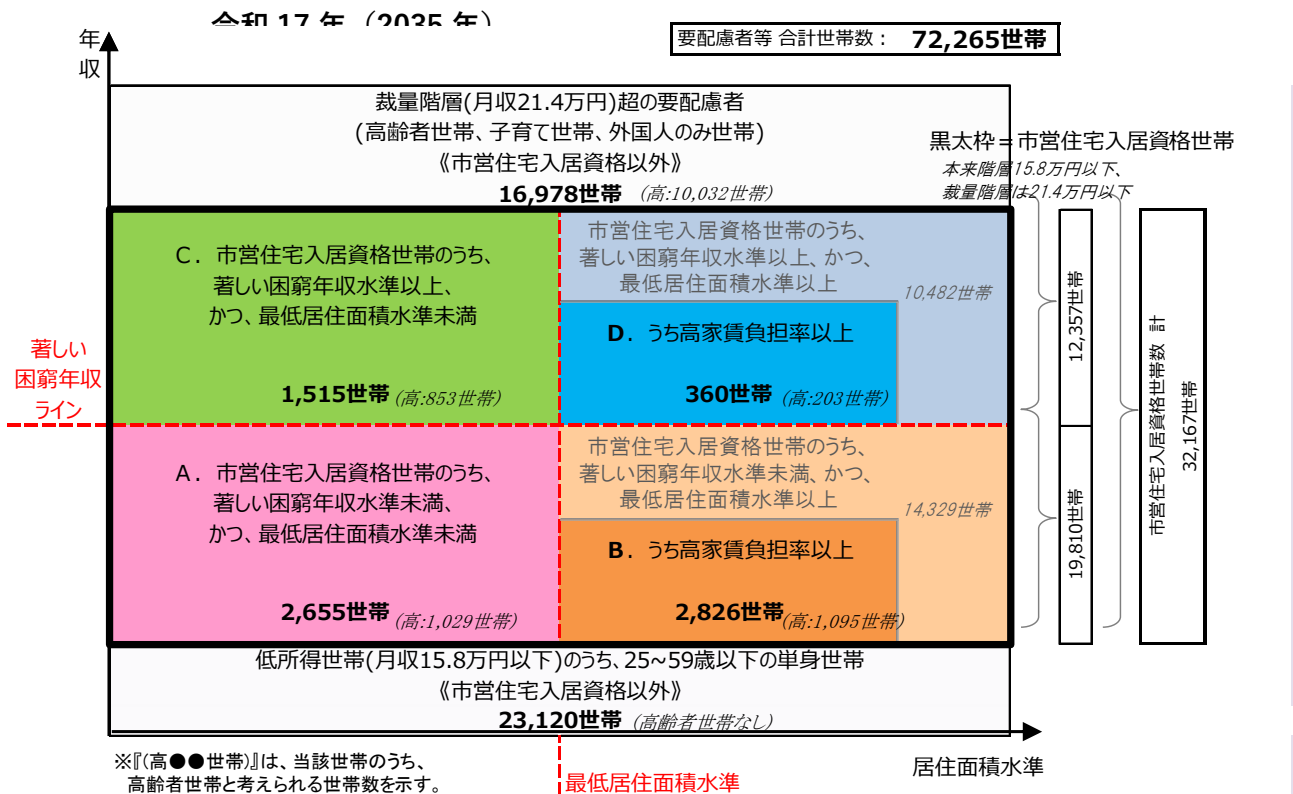 令和 17 年（2035 年）
要配慮者等 合計世帯数： 72,265世帯
年
収
裁量階層(月収21.4万円)超の要配慮者
(高齢者世帯、子育て世帯、外国人のみ世帯)
《市営住宅入居資格以外》
16,978世帯 (高:10,032世帯)
黒太枠＝市営住宅入居資格世帯
本来階層15.8万円以下、
裁量階層は21.4万円以下
C．市営住宅入居資格世帯のうち、
著しい困窮年収水準以上、
かつ、最低居住面積水準未満
1,515世帯 (高:853世帯)
市営住宅入居資格世帯のうち、
著しい困窮年収水準以上、かつ、
最低居住面積水準以上
10,482世帯
D．うち高家賃負担率以上
360世帯 (高:203世帯)
12,357世帯
市営住宅入居資格世帯数 計
32,167世帯
著しい
困窮年収
ライン
A．市営住宅入居資格世帯のうち、
著しい困窮年収水準未満、
かつ、最低居住面積水準未満
2,655世帯 (高:1,029世帯)
市営住宅入居資格世帯のうち、
著しい困窮年収水準未満、かつ、
最低居住面積水準以上
14,329世帯
B．うち高家賃負担率以上
2,826世帯(高:1,095世帯)
19,810世帯
低所得世帯(月収15.8万円以下)のうち、25~59歳以下の単身世帯
《市営住宅入居資格以外》
23,120世帯 (高齢者世帯なし)
※『(高●●世帯)』は、当該世帯のうち、
高齢者世帯と考えられる世帯数を示す。
最低居住面積水準
居住面積水準